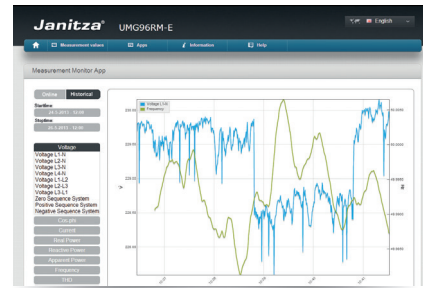 Janitza®
UMG96RM-E
English
Measurement values
Apps
Information
Help
Measurement Monitor App
Online
Historical
Starttime
Stoptime
Voltage
Voltage L1-N
Voltage L2-N
Voltage L3-N
Voltage L4-N
Voltage L1-L2
Voltage L2-L3
Voltage L3-L1
Zero Sequence System
Positive Sequence System
Negative Sequence System
Cos phi
Current
Real Power
Reactive Power
Apparent Power
Frequency
THD
Voltage L1-N
Frequency
V